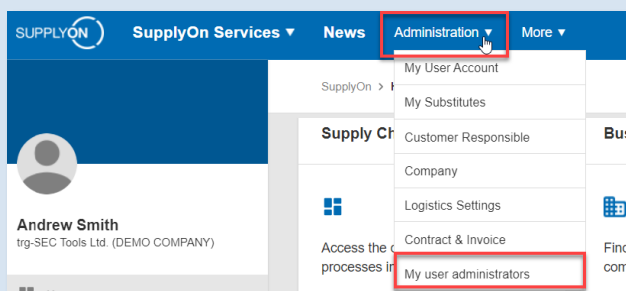 SUPPLYON
SupplyOn Services ▼
News
Administration ▼
More ▼
My User Account
My Substitutes
Customer Responsible
Company
Logistics Settings
Contract & Invoice
My user administrators
SupplyOn >
Supply Ch
Access the
processes in
Andrew Smith
trg-SEC Tools Ltd. (DEMO COMPANY)